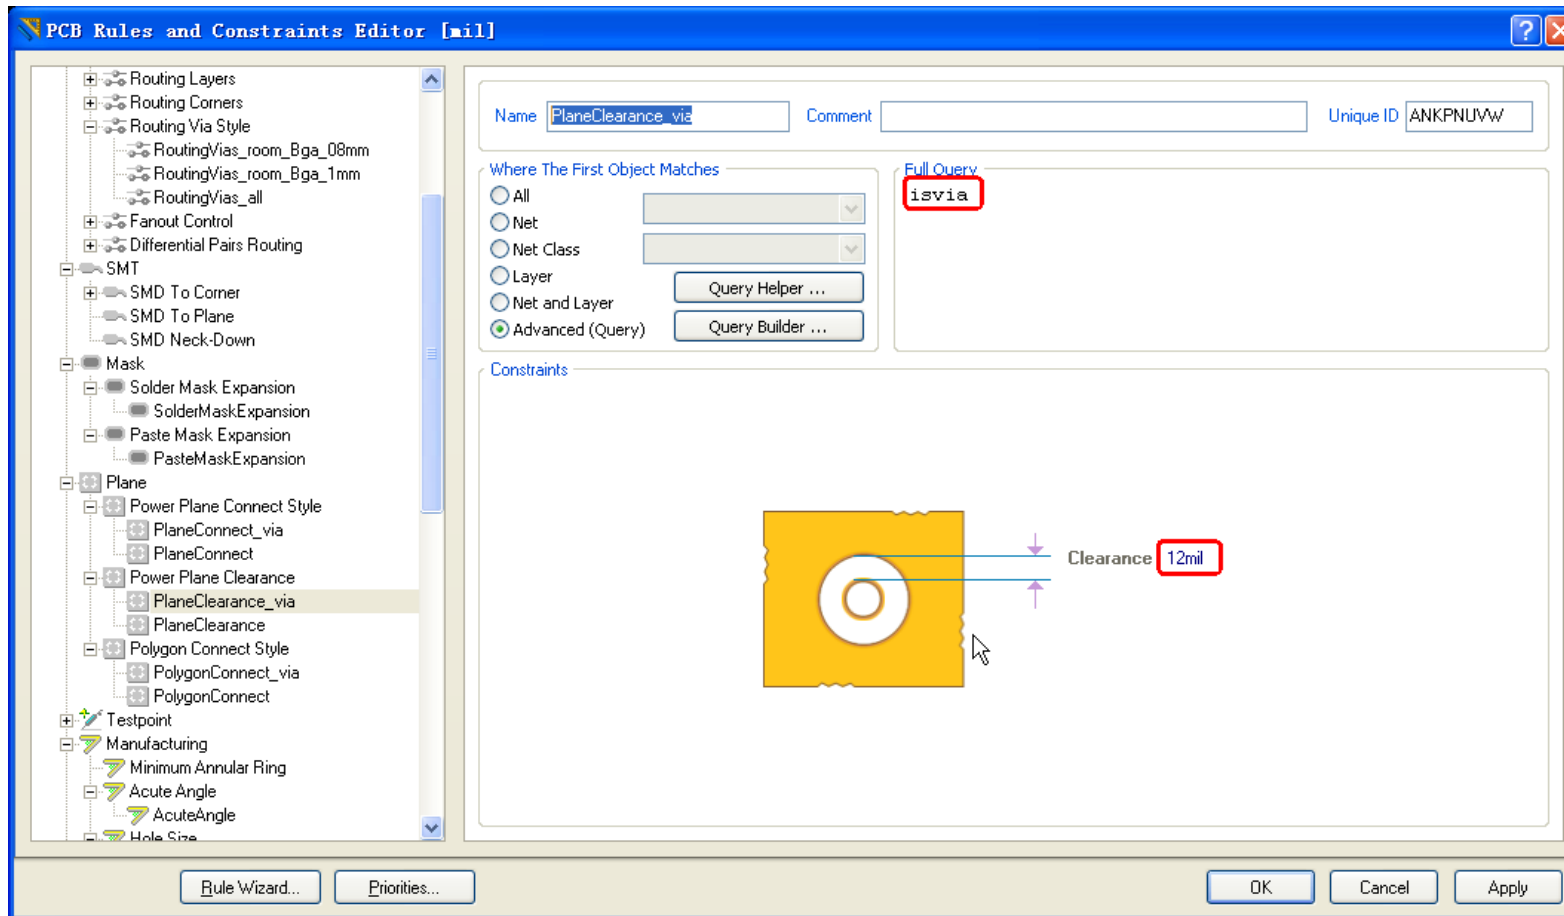 PCB Rules and Constraints Editor [mil]
Routing Layers
Routing Corners
Routing Via Style
RoutingVias_room_Bga_08mm
RoutingVias_room_Bga_1mm
RoutingVias_all
Fanout Control
Differential Pairs Routing
SMT
SMD To Corner
SMD To Plane
SMD Neck-Down
Mask
Solder Mask Expansion
SolderMaskExpansion
Paste Mask Expansion
PasteMaskExpansion
Plane
Power Plane Connect Style
PlaneConnect_via
PlaneConnect
Power Plane Clearance
PlaneClearance_via
PlaneClearance
Polygon Connect Style
PolygonConnect_via
PolygonConnect
Testpoint
Manufacturing
Minimum Annular Ring
Acute Angle
AcuteAngle
Hole Size
Name PlaneClearance_via Comment Unique ID ANKPNUVW
Where The First Object Matches
All
Net
Net Class
Layer
Net and Layer
Advanced (Query)
Query Helper ...
Query Builder ...
Full Query
isvia
Constraints
Clearance 12mil
Rule Wizard... Priorities... OK Cancel Apply